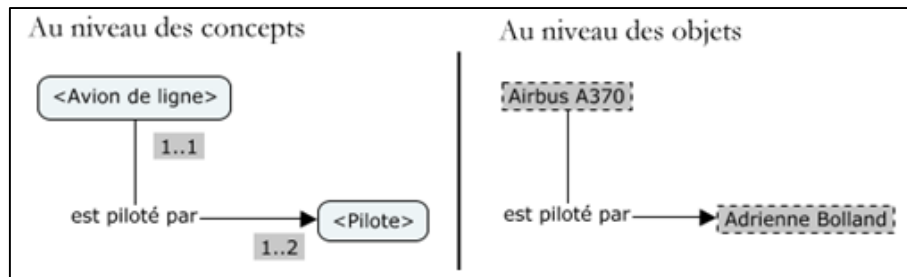 Au niveau des concepts
<Avion de ligne>
1..1
est piloté par
<Pilote>
1..2
Au niveau des objets
Airbus A370
est piloté par
Adrienne Bolland